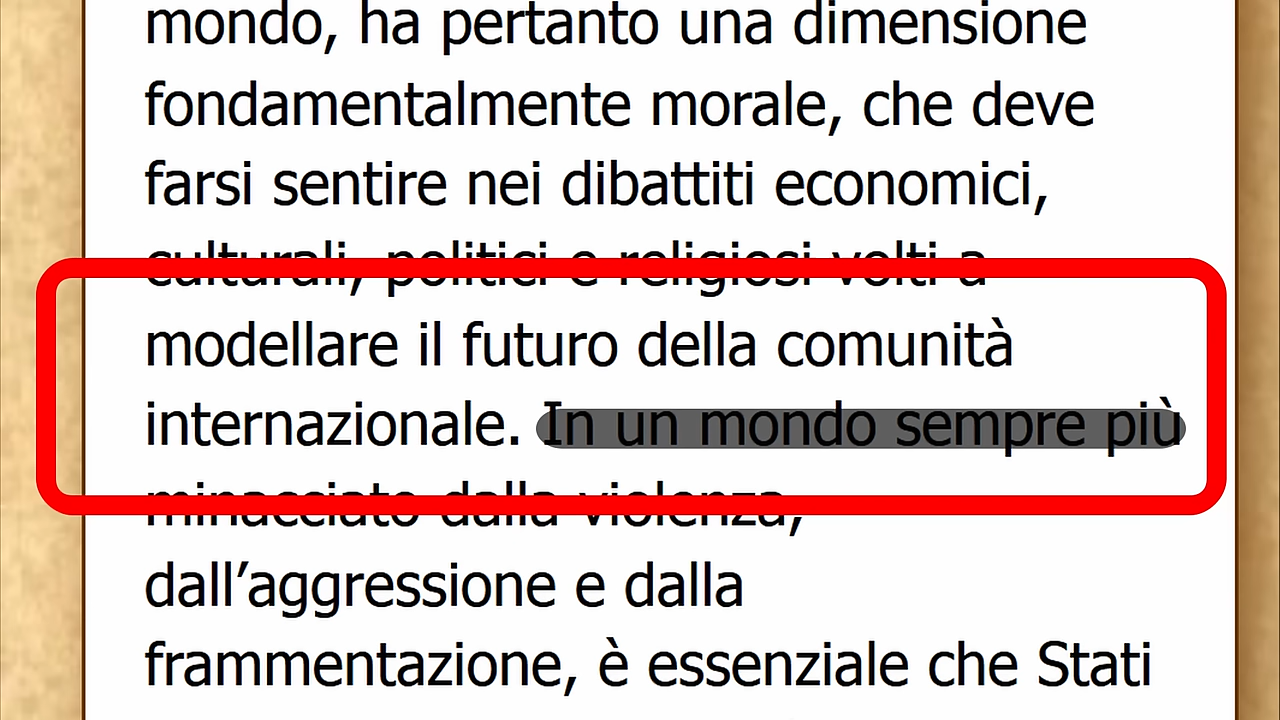 mondo, ha pertanto una dimensione
fondamentalmente morale, che deve
farsi sentire nei dibattiti economici,
culturali, politici e religiosi volti a
modellare il futuro della comunità
internazionale. In un mondo sempre più
minacciato dalla violenza,
dall’aggressione e dalla
frammentazione, è essenziale che Stati